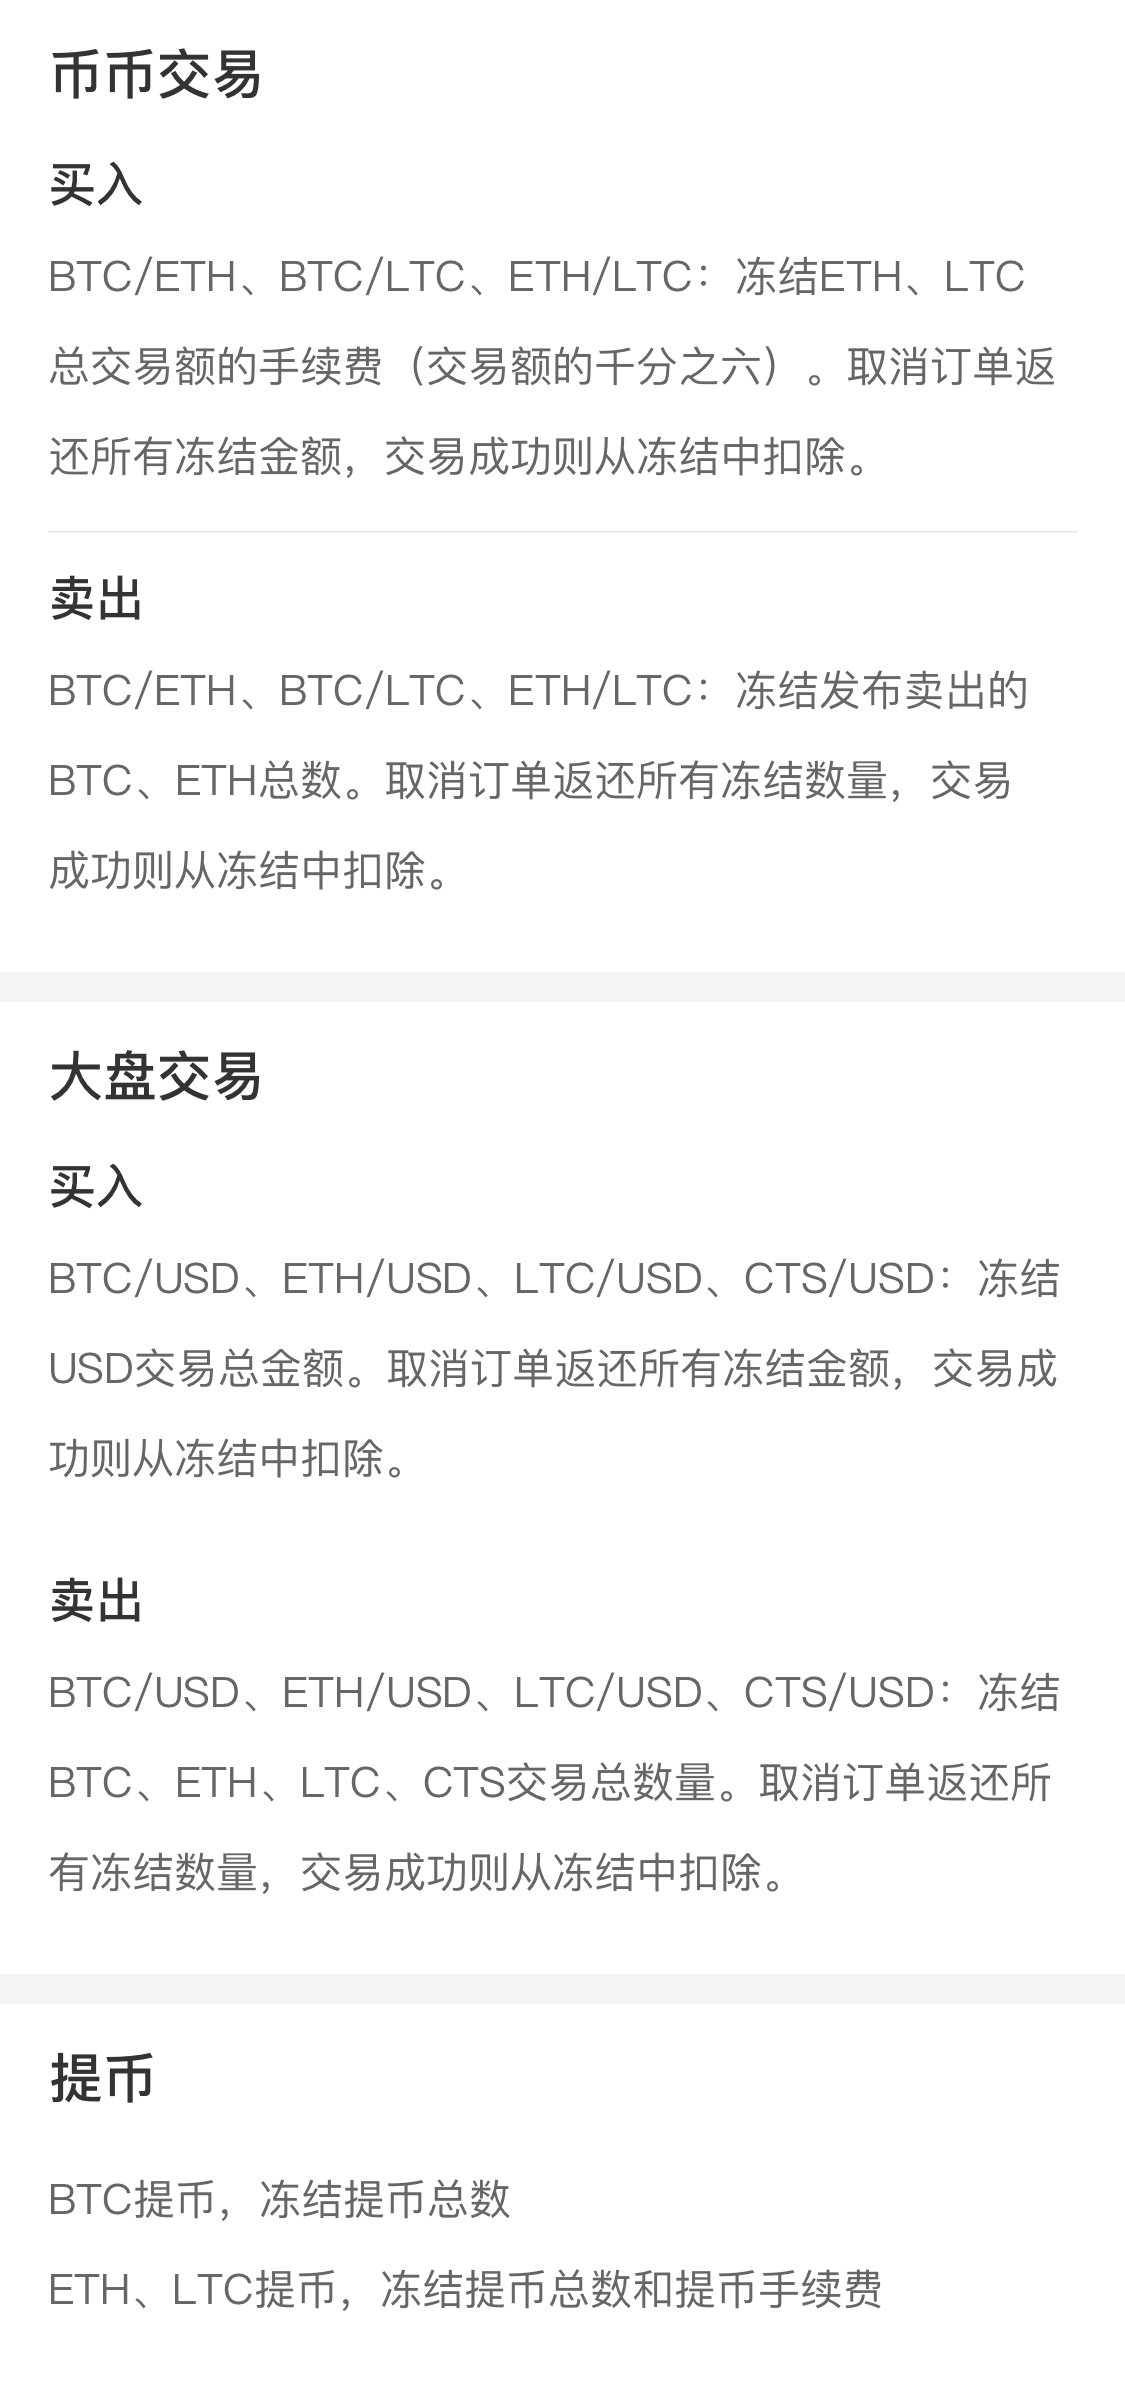 币币交易
买入
BTC/ETH、BTC/LTC、ETH/LTC：冻结ETH、LTC
总交易额的手续费（交易额的千分之六）。取消订单返
还所有冻结金额，交易成功则从冻结中扣除。
卖出
BTC/ETH、BTC/LTC、ETH/LTC：冻结发布卖出的
BTC、ETH总数。取消订单返还所有冻结数量，交易
成功则从冻结中扣除。
大盘交易
买入
BTC/USD、ETH/USD、LTC/USD、CTS/USD：冻结
USD交易总金额。取消订单返还所有冻结金额，交易成
功则从冻结中扣除。
卖出
BTC/USD、ETH/USD、LTC/USD、CTS/USD：冻结
BTC、ETH、LTC、CTS交易总数量。取消订单返还所
有冻结数量，交易成功则从冻结中扣除。
提币
BTC提币，冻结提币总数
ETH、LTC提币，冻结提币总数和提币手续费